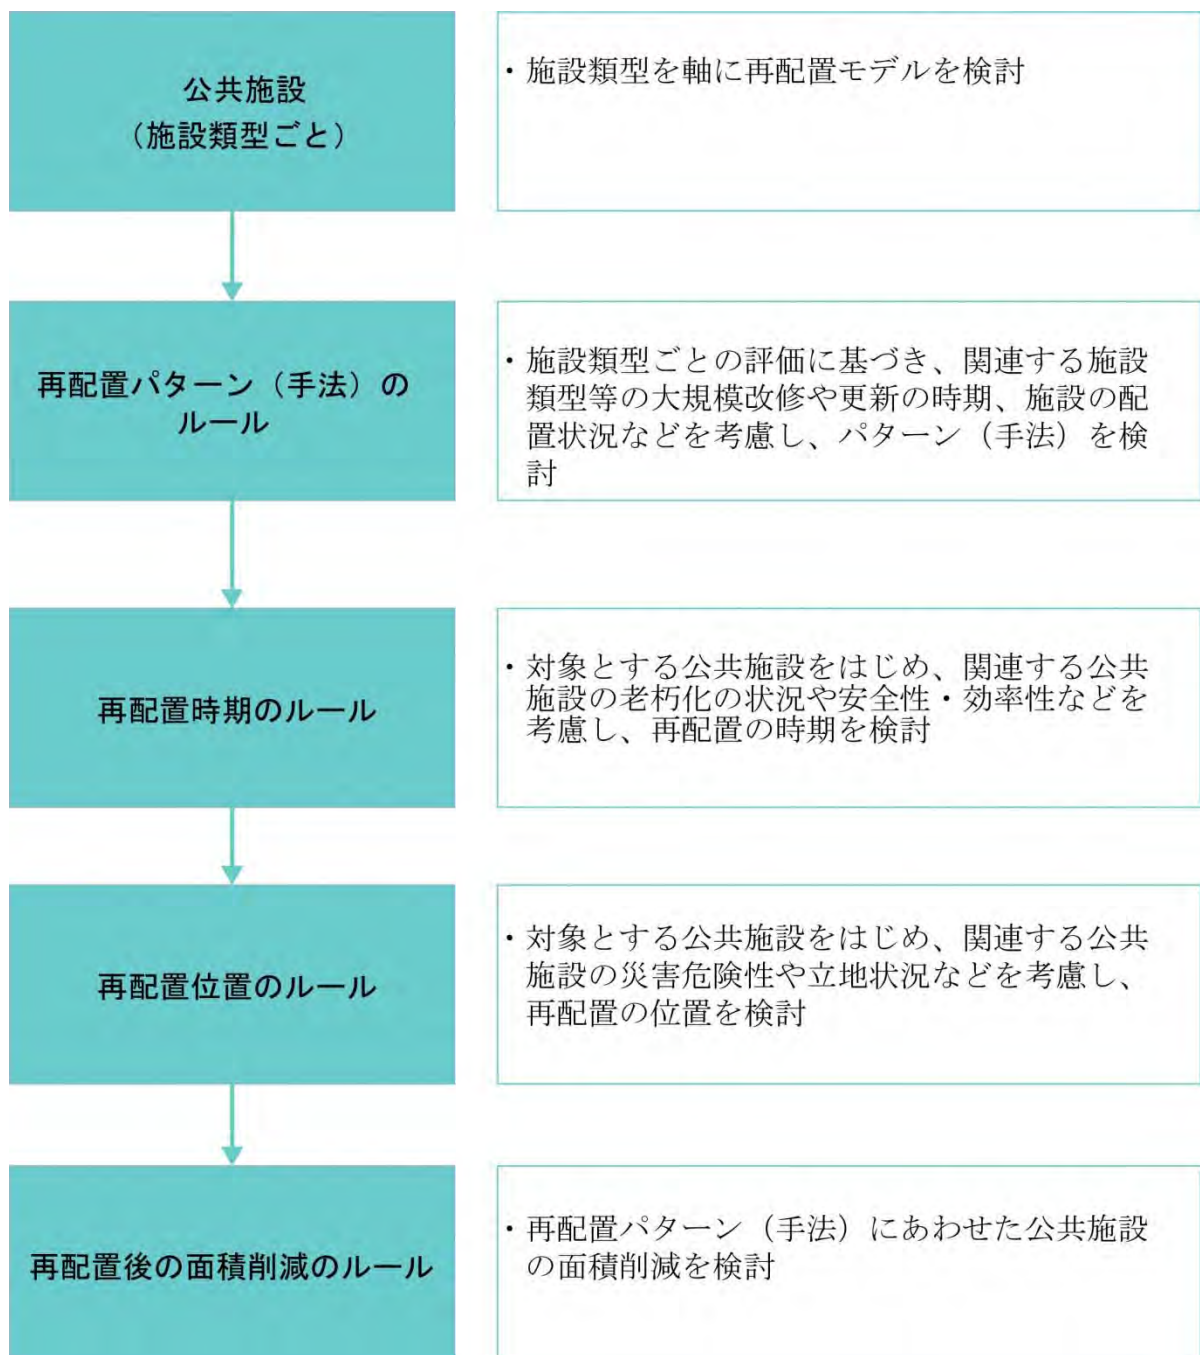 公共施設
（施設類型ごと）
・施設類型を軸に再配置モデルを検討
再配置パターン（手法）の
ルール
・施設類型ごとの評価に基づき、関連する施設
類型等の大規模改修や更新の時期、施設の配
置状況などを考慮し、パターン（手法）を検
討
再配置時期のルール
・対象とする公共施設をはじめ、関連する公共
施設の老朽化の状況や安全性・効率性などを
考慮し、再配置の時期を検討
再配置位置のルール
・対象とする公共施設をはじめ、関連する公共
施設の災害危険性や立地状況などを考慮し、
再配置の位置を検討
再配置後の面積削減のルール
・再配置パターン（手法）にあわせた公共施設
の面積削減を検討